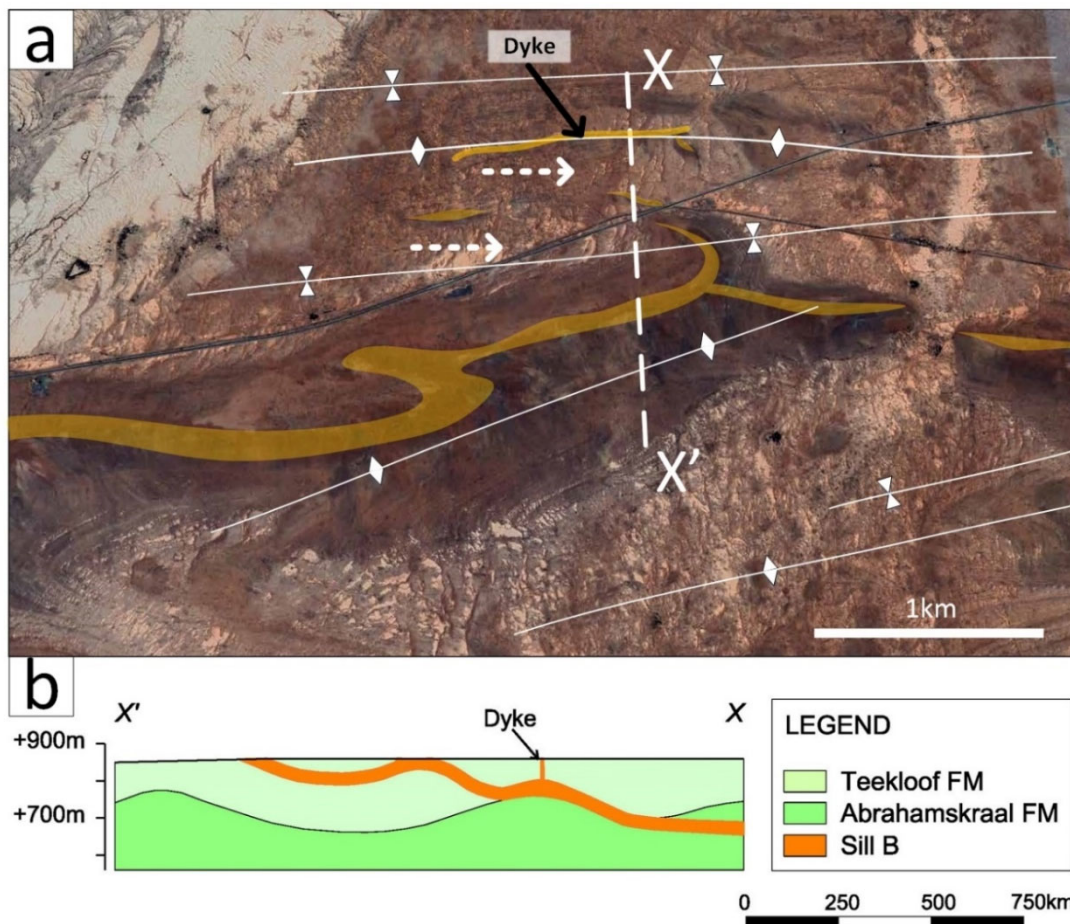 a
Dyke
X
X’
1km
b
X’
Dyke
X
+900m
+700m
LEGEND
Teekloof FM
Abrahamskraal FM
Sill B
0 250 500 750km